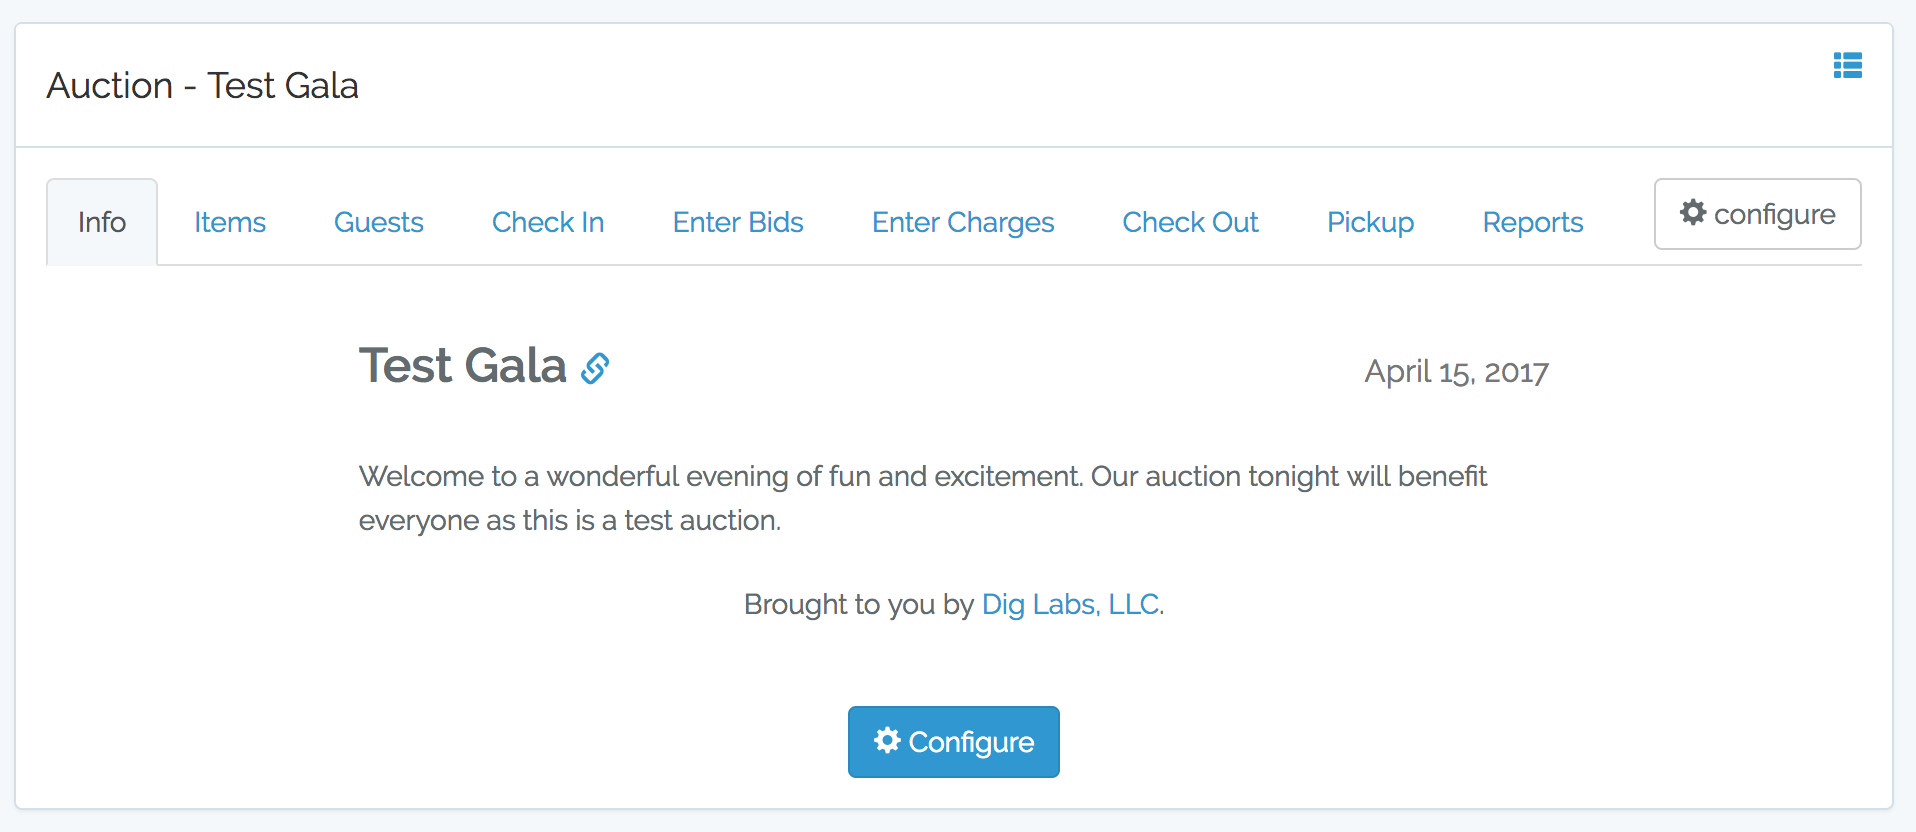 Auction - Test Gala
Info Items Guests Check In Enter Bids Enter Charges Check Out Pickup Reports configure
Test Gala April 15, 2017
Welcome to a wonderful evening of fun and excitement. Our auction tonight will benefit
everyone as this is a test auction.
Brought to you by Dig Labs, LLC.
Configure